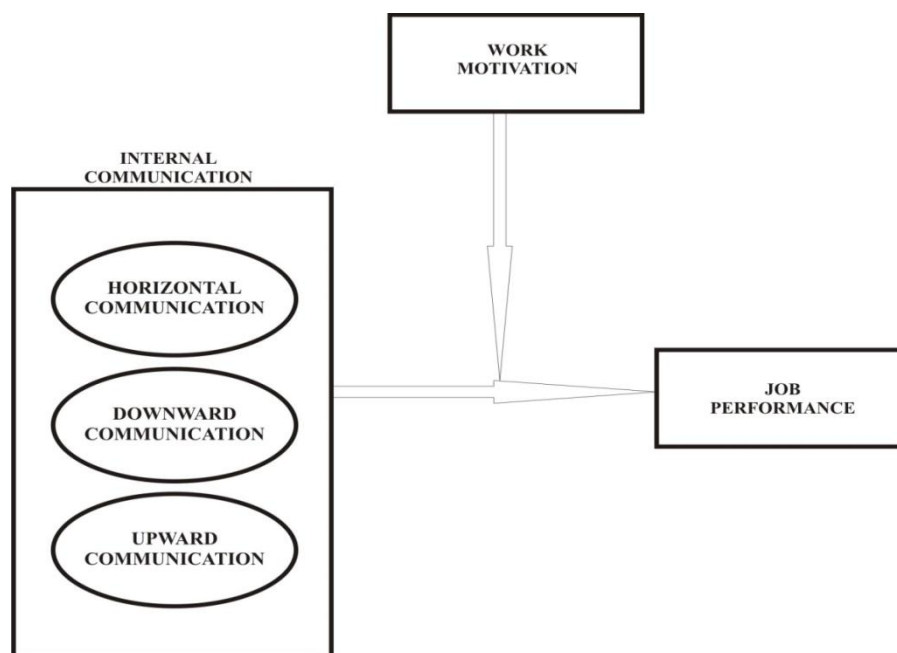 WORK
MOTIVATION
INTERNAL
COMMUNICATION
HORIZONTAL
COMMUNICATION
DOWNWARD
COMMUNICATION
UPWARD
COMMUNICATION
JOB
PERFORMANCE